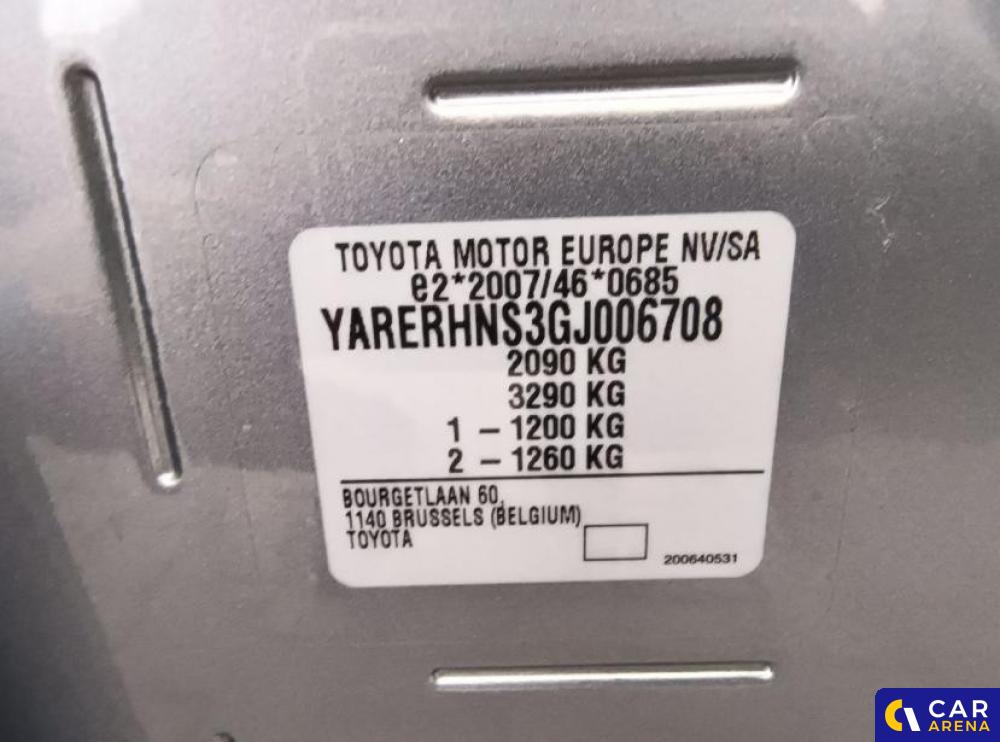 TOYOTA MOTOR EUROPE NV/SA
e2*2007/46*0685
YARERHNS3GJ006708
2090 KG
3290 KG
1 - 1200 KG
2 - 1260 KG
BOURGETLAAN 60,
1140 BRUSSELS (BELGIUM)
TOYOTA
200640531
CAR
ARENA